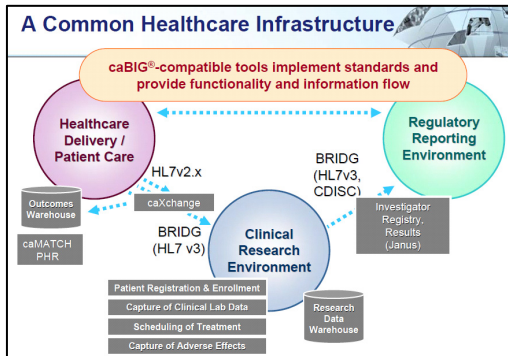 A Common Healthcare Infrastructure
caBIG®-compatible tools implement standards and
provide functionality and information flow
Healthcare
Delivery /
Patient Care
Regulatory
Reporting
Environment
HL7v2.x
caXchange
BRIDG
(HL7 v3)
BRIDG
(HL7v3,
CDISC)
Outcomes
Warehouse
caMATCH
PHR
Clinical
Research
Environment
Investigator
Registry,
Results
(Janus)
Patient Registration & Enrollment
Capture of Clinical Lab Data
Scheduling of Treatment
Capture of Adverse Effects
Research
Data
Warehouse